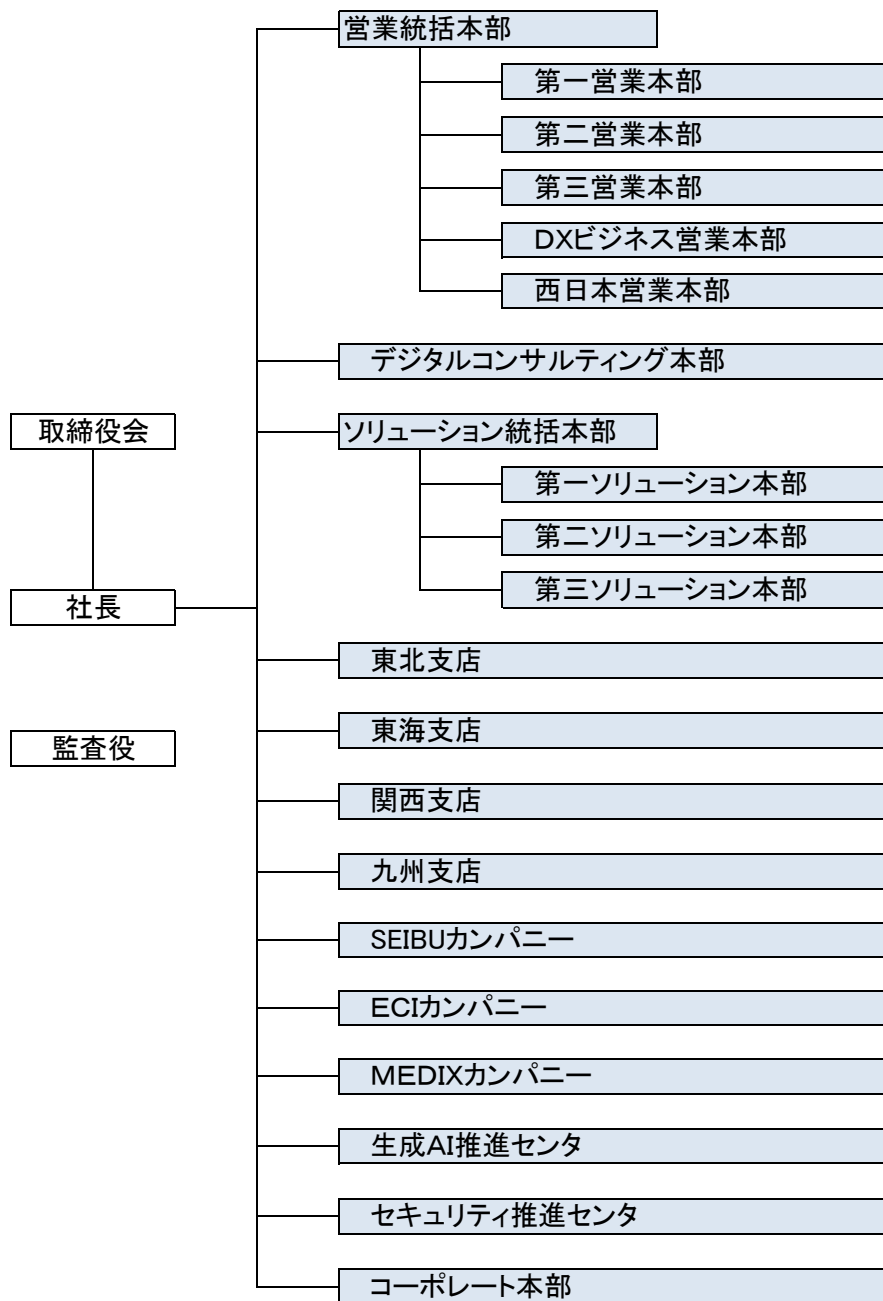 営業統括本部
第一営業本部
第二営業本部
第三営業本部
DXビジネス営業本部
西日本営業本部
デジタルコンサルティング本部
取締役会
ソリューション統括本部
第一ソリューション本部
第二ソリューション本部
第三ソリューション本部
社長
東北支店
東海支店
監査役
関西支店
九州支店
SEIBUカンパニー
ECIカンパニー
MEDIXカンパニー
生成AI推進センタ
セキュリティ推進センタ
コーポレート本部